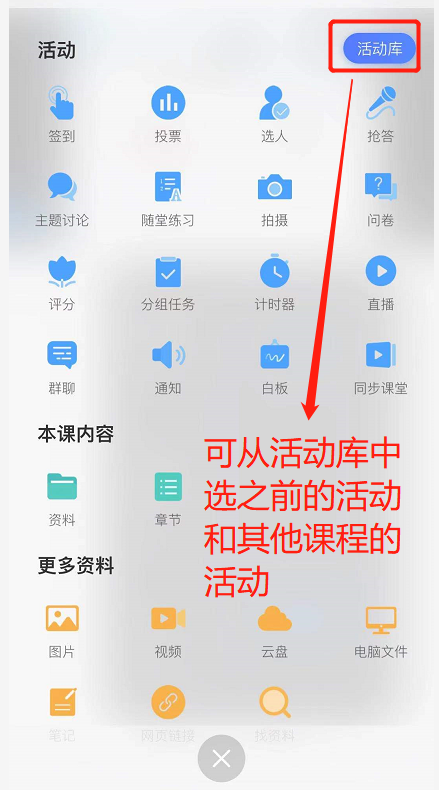 活动
活动库
签到 投票 选人 抢答
主题讨论 随堂练习 拍摄 问卷
评分 分组任务 计时器 直播
群聊 通知 白板 同步课堂
本课内容
资料 章节
可从活动库中
选之前的活动
和其他课程的
活动
更多资料
图片 视频 云盘 电脑文件
笔记 网页链接 找资料